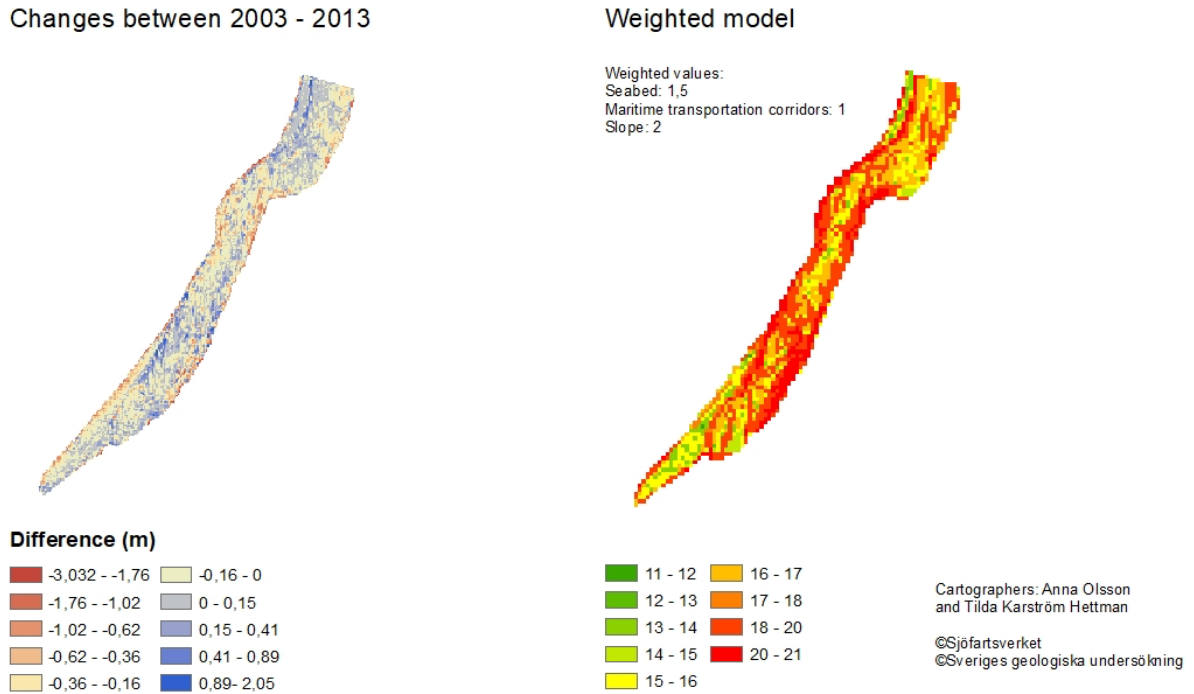 Changes between 2003 - 2013
Weighted model
Weighted values:
Seabed: 1,5
Maritime transportation corridors: 1
Slope: 2
Difference (m)
-3,032 - -1,76
-1,76 - -1,02
-1,02 - -0,62
-0,62 - -0,36
-0,36 - -0,16
-0,16 - 0
0 - 0,15
0,15 - 0,41
0,41 - 0,89
0,89- 2,05
11 - 12
12 - 13
13 - 14
14 - 15
15 - 16
16 - 17
17 - 18
18 - 20
20 - 21
Cartographers: Anna Olsson
and Tilda Karström Hettman
©Sjöfartsverket
©Sveriges geologiska undersökning